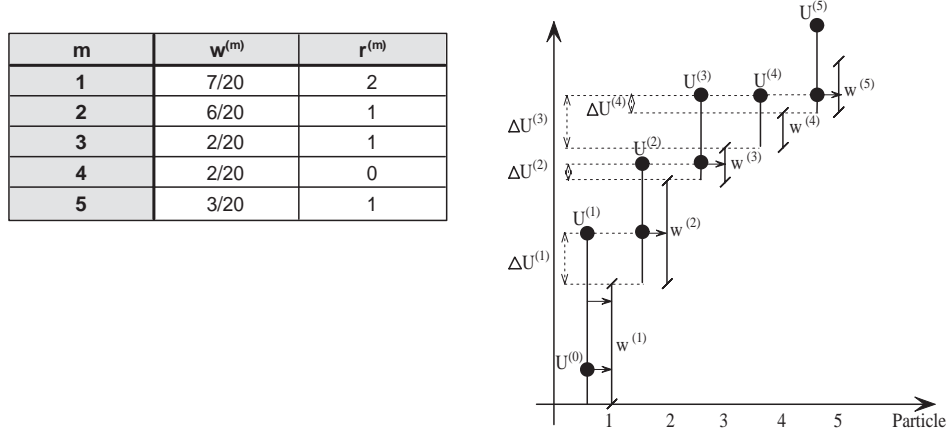 m w(m) r(m)
1 7/20 2
2 6/20 1
3 2/20 1
4 2/20 0
5 3/20 1
U(5)
U(3) U(4) w(5)
ΔU(4)
ΔU(3) w(4)
U(2)
ΔU(2) w(3)
U(1)
w(2)
ΔU(1)
w(1)
U(0)
1 2 3 4 5 Particle